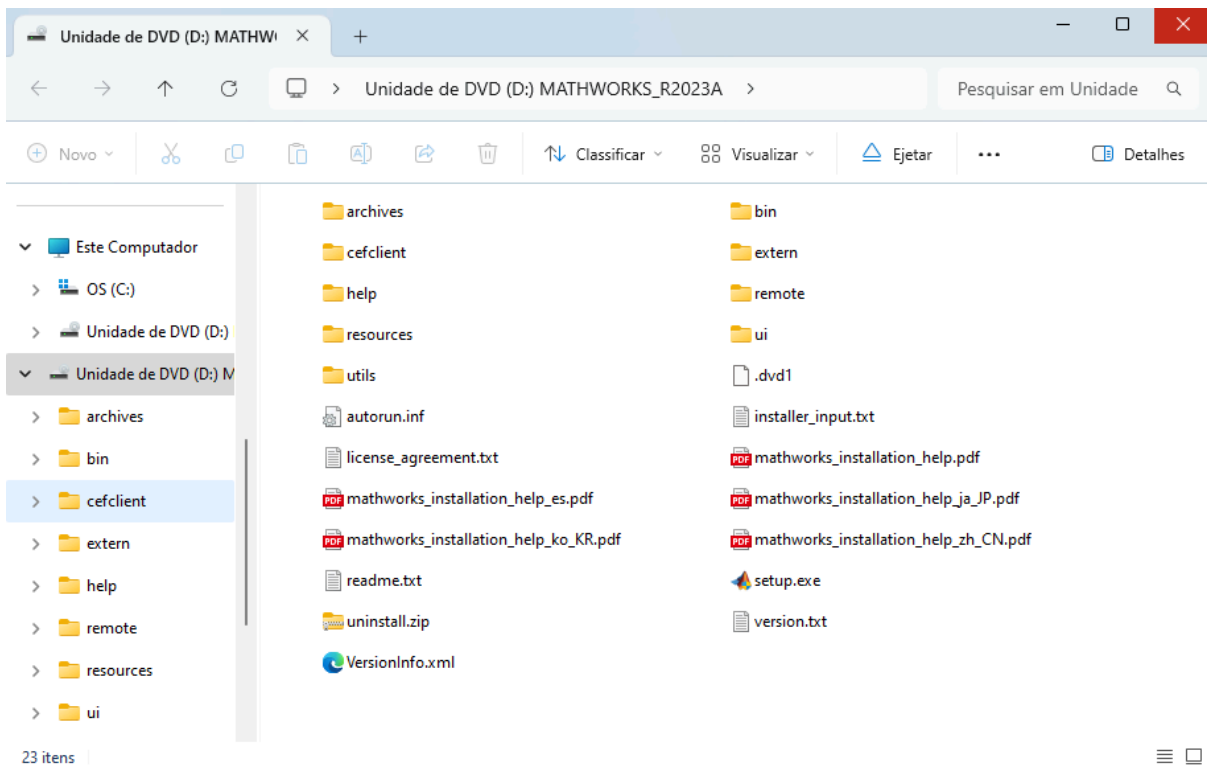 Unidade de DVD (D:) MATHW
Unidade de DVD (D:) MATHWORKS_R2023A
Pesquisar em Unidade
Novo
Classificar
Visualizar
Ejetar
Detalhes
Este Computador
OS (C:)
Unidade de DVD (D:)
Unidade de DVD (D:) M
archives
bin
cefclient
extern
help
remote
resources
ui
archives
bin
cefclient
extern
help
remote
resources
ui
utils
.dvd1
autorun.inf
installer_input.txt
license_agreement.txt
mathworks_installation_help.pdf
mathworks_installation_help_es.pdf
mathworks_installation_help_ja_JP.pdf
mathworks_installation_help_ko_KR.pdf
mathworks_installation_help_zh_CN.pdf
readme.txt
setup.exe
uninstall.zip
version.txt
VersionInfo.xml
23 itens